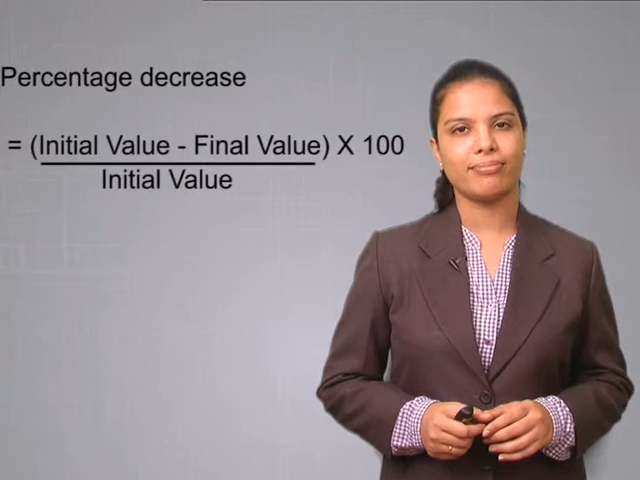 Percentage decrease
= (Initial Value - Final Value) X 100
Initial Value